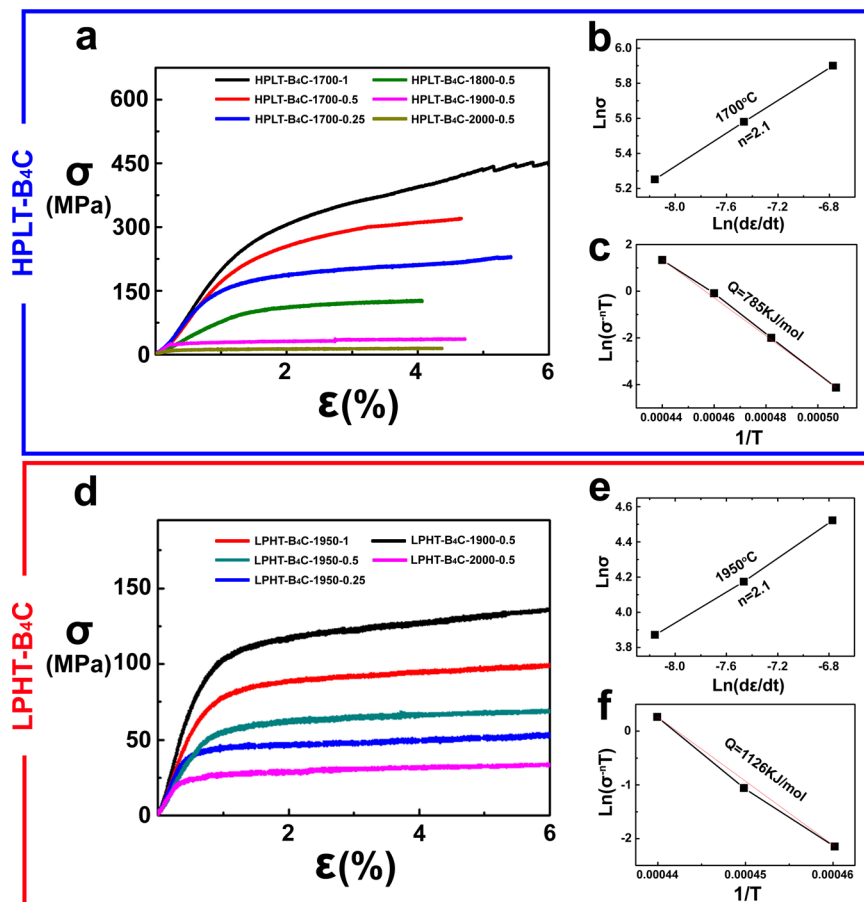 HPLT-B₄C
a
HPLT-B₄C-1700-1
HPLT-B₄C-1700-0.5
HPLT-B₄C-1700-0.25
HPLT-B₄C-1800-0.5
HPLT-B₄C-1900-0.5
HPLT-B₄C-2000-0.5
600
450
300
150
0
σ
(MPa)
2
4
6
ε(%)
b
6.0
5.8
5.6
5.4
5.2
Lnσ
1700°C
n=2.1
-8.0
-7.6
-7.2
-6.8
Ln(dε/dt)
c
2
0
-2
-4
Ln(σ⁻ⁿT)
Q=785KJ/mol
0.00044
0.00046
0.00048
0.00050
1/T
LPHT-B₄C
d
LPHT-B₄C-1950-1
LPHT-B₄C-1950-0.5
LPHT-B₄C-1950-0.25
LPHT-B₄C-1900-0.5
LPHT-B₄C-2000-0.5
150
100
50
0
σ
(MPa)
2
4
6
ε(%)
e
4.6
4.4
4.2
4.0
3.8
Lnσ
1950°C
n=2.1
-8.0
-7.6
-7.2
-6.8
Ln(dε/dt)
f
0
-1
-2
Ln(σ⁻ⁿT)
Q=1126KJ/mol
0.00044
0.00045
0.00046
1/T